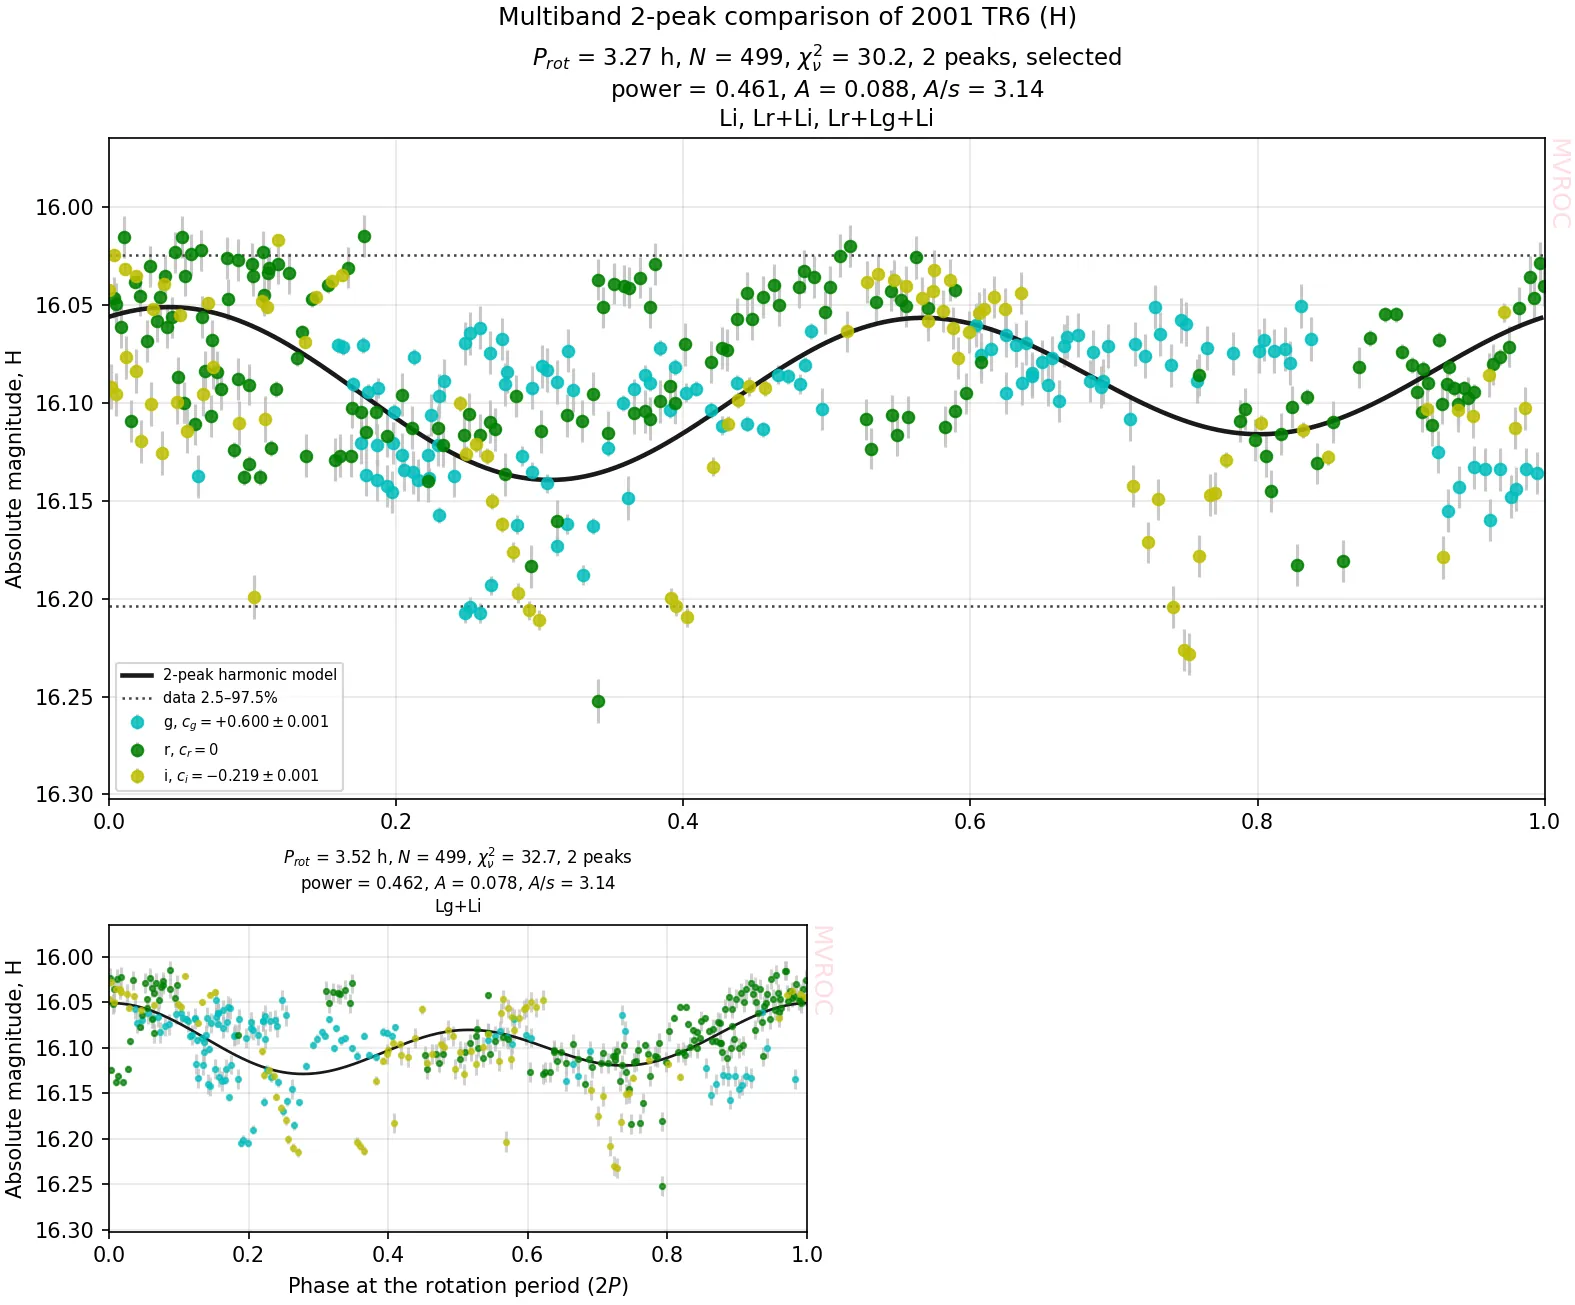 Multiband 2-peak comparison of 2001 TR6 (H)
P_rot = 3.27 h, N = 499, χ²_ν = 30.2, 2 peaks, selected
power = 0.461, A = 0.088, A/s = 3.14
Li, Lr+Li, Lr+Lg+Li
MVROC
Absolute magnitude, H
16.00
16.05
16.10
16.15
16.20
16.25
16.30
2-peak harmonic model
data 2.5–97.5%
g, c_g = +0.600 ± 0.001
r, c_r = 0
i, c_i = −0.219 ± 0.001
0.0 0.2 0.4 0.6 0.8 1.0
P_rot = 3.52 h, N = 499, χ²_ν = 32.7, 2 peaks
power = 0.462, A = 0.078, A/s = 3.14
Lg+Li
MVROC
Absolute magnitude, H
16.00
16.05
16.10
16.15
16.20
16.25
16.30
0.0 0.2 0.4 0.6 0.8 1.0
Phase at the rotation period (2P)